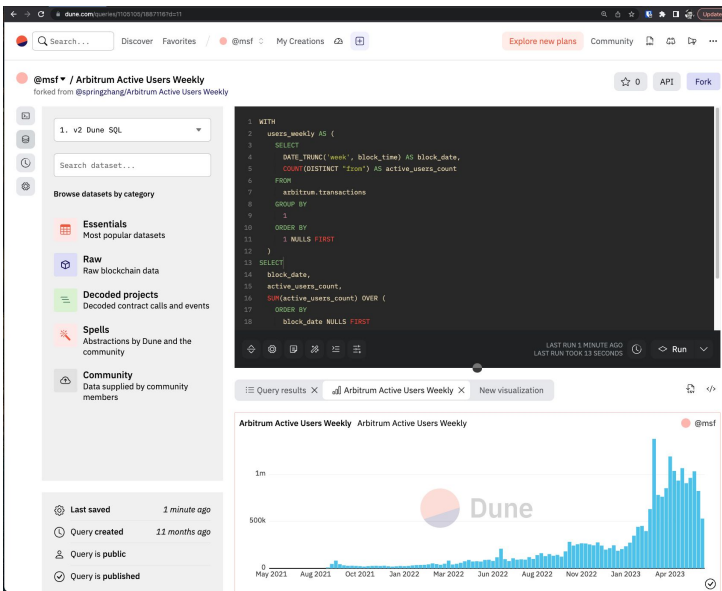 dune.com/queries/1105105/1887116?d=11
Update
Search...
Discover
Favorites
/
@msf
My Creations
Explore new plans
Community
@msf / Arbitrum Active Users Weekly
forked from @springzhang/Arbitrum Active Users Weekly
0
API
Fork
1. v2 Dune SQL
Search dataset...
Browse datasets by category
Essentials
Most popular datasets
Raw
Raw blockchain data
Decoded projects
Decoded contract calls and events
Spells
Abstractions by Dune and the
community
Community
Data supplied by community
members
Last saved 1 minute ago
Query created 11 months ago
Query is public
Query is published
1 WITH
2 users_weekly AS (
3 SELECT
4 DATE_TRUNC('week', block_time) AS block_date,
5 COUNT(DISTINCT "from") AS active_users_count
6 FROM
7 arbitrum.transactions
8 GROUP BY
9 1
10 ORDER BY
11 1 NULLS FIRST
12 )
13 SELECT
14 block_date,
15 active_users_count,
16 SUM(active_users_count) OVER (
17 ORDER BY
18 block_date NULLS FIRST
LAST RUN 1 MINUTE AGO
LAST RUN TOOK 13 SECONDS
Run
Query results
Arbitrum Active Users Weekly
New visualization
Arbitrum Active Users Weekly Arbitrum Active Users Weekly
@msf
Dune
1m
500k
0
May 2021 Aug 2021 Oct 2021 Jan 2022 Mar 2022 Jun 2022 Aug 2022 Nov 2022 Jan 2023 Apr 2023